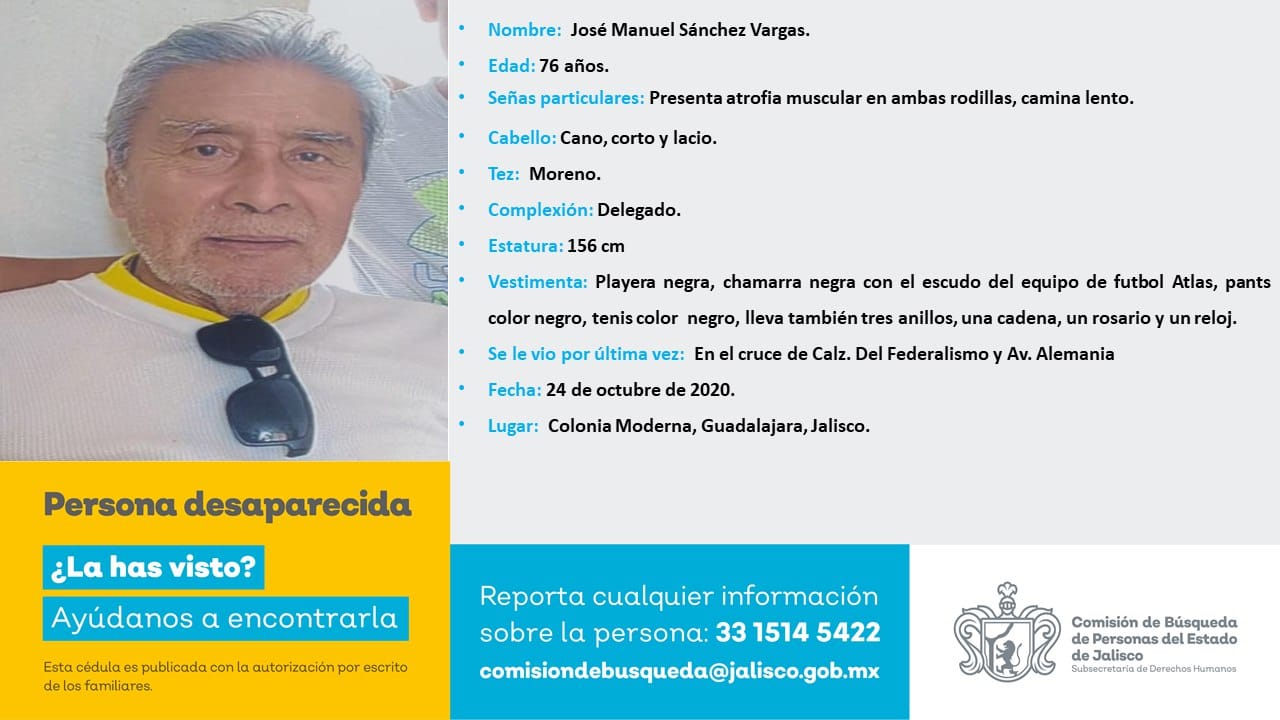 Nombre: José Manuel Sánchez Vargas.
Edad: 76 años.
Señas particulares: Presenta atrofia muscular en ambas rodillas, camina lento.
Cabello: Cano, corto y lacio.
Tez: Moreno.
Complexión: Delegado.
Estatura: 156 cm
Vestimenta: Playera negra, chamarra negra con el escudo del equipo de futbol Atlas, pants
color negro, tenis color negro, lleva también tres anillos, una cadena, un rosario y un reloj.
Se le vio por última vez: En el cruce de Calz. Del Federalismo y Av. Alemania
Fecha: 24 de octubre de 2020.
Lugar: Colonia Moderna, Guadalajara, Jalisco.
Persona desaparecida
¿La has visto?
Ayúdanos a encontrarla
Esta cédula es publicada con la autorización por escrito
de los familiares.
Reporta cualquier información
sobre la persona: 33 1514 5422
comisiondebusqueda@jalisco.gob.mx
Comisión de Búsqueda
de Personas del Estado
de Jalisco
Subsecretaría de Derechos Humanos